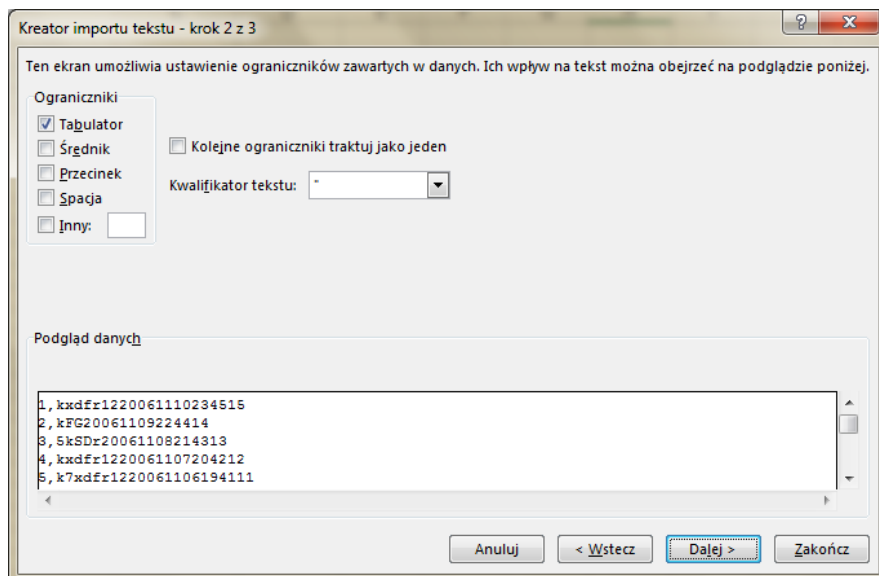 Kreator importu tekstu - krok 2 z 3
Ten ekran umożliwia ustawienie ograniczników zawartych w danych. Ich wpływ na tekst można obejrzeć na podglądzie poniżej.
Ograniczniki
Tabulator
Średnik
Kolejne ograniczniki traktuj jako jeden
Przecinek
Kwalifikator tekstu: "
Spacja
Inny:
Podgląd danych
1,kxdfr1220061110234515
2,kFG20061109224414
3,5kSDr20061108214313
4,kxdfr1220061107204212
5,k7xdfr1220061106194111
Anuluj < Wstecz Dalej > Zakończ